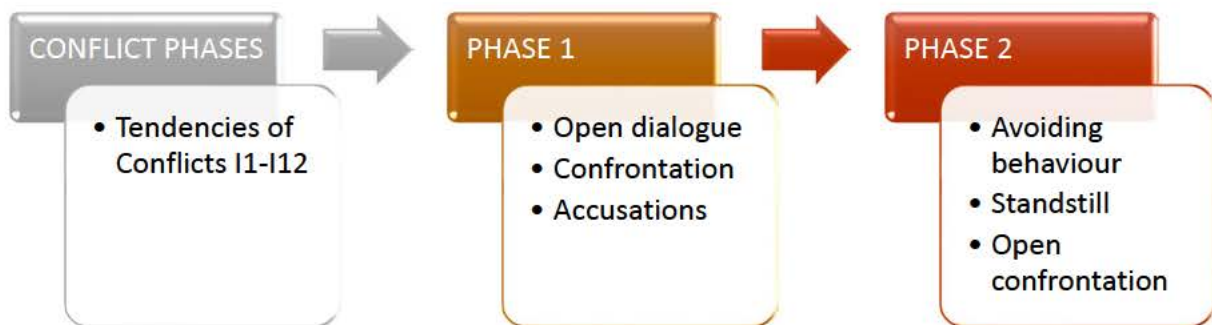 CONFLICT PHASES
• Tendencies of
Conflicts I1-I12
PHASE 1
• Open dialogue
• Confrontation
• Accusations
PHASE 2
• Avoiding
behaviour
• Standstill
• Open
confrontation